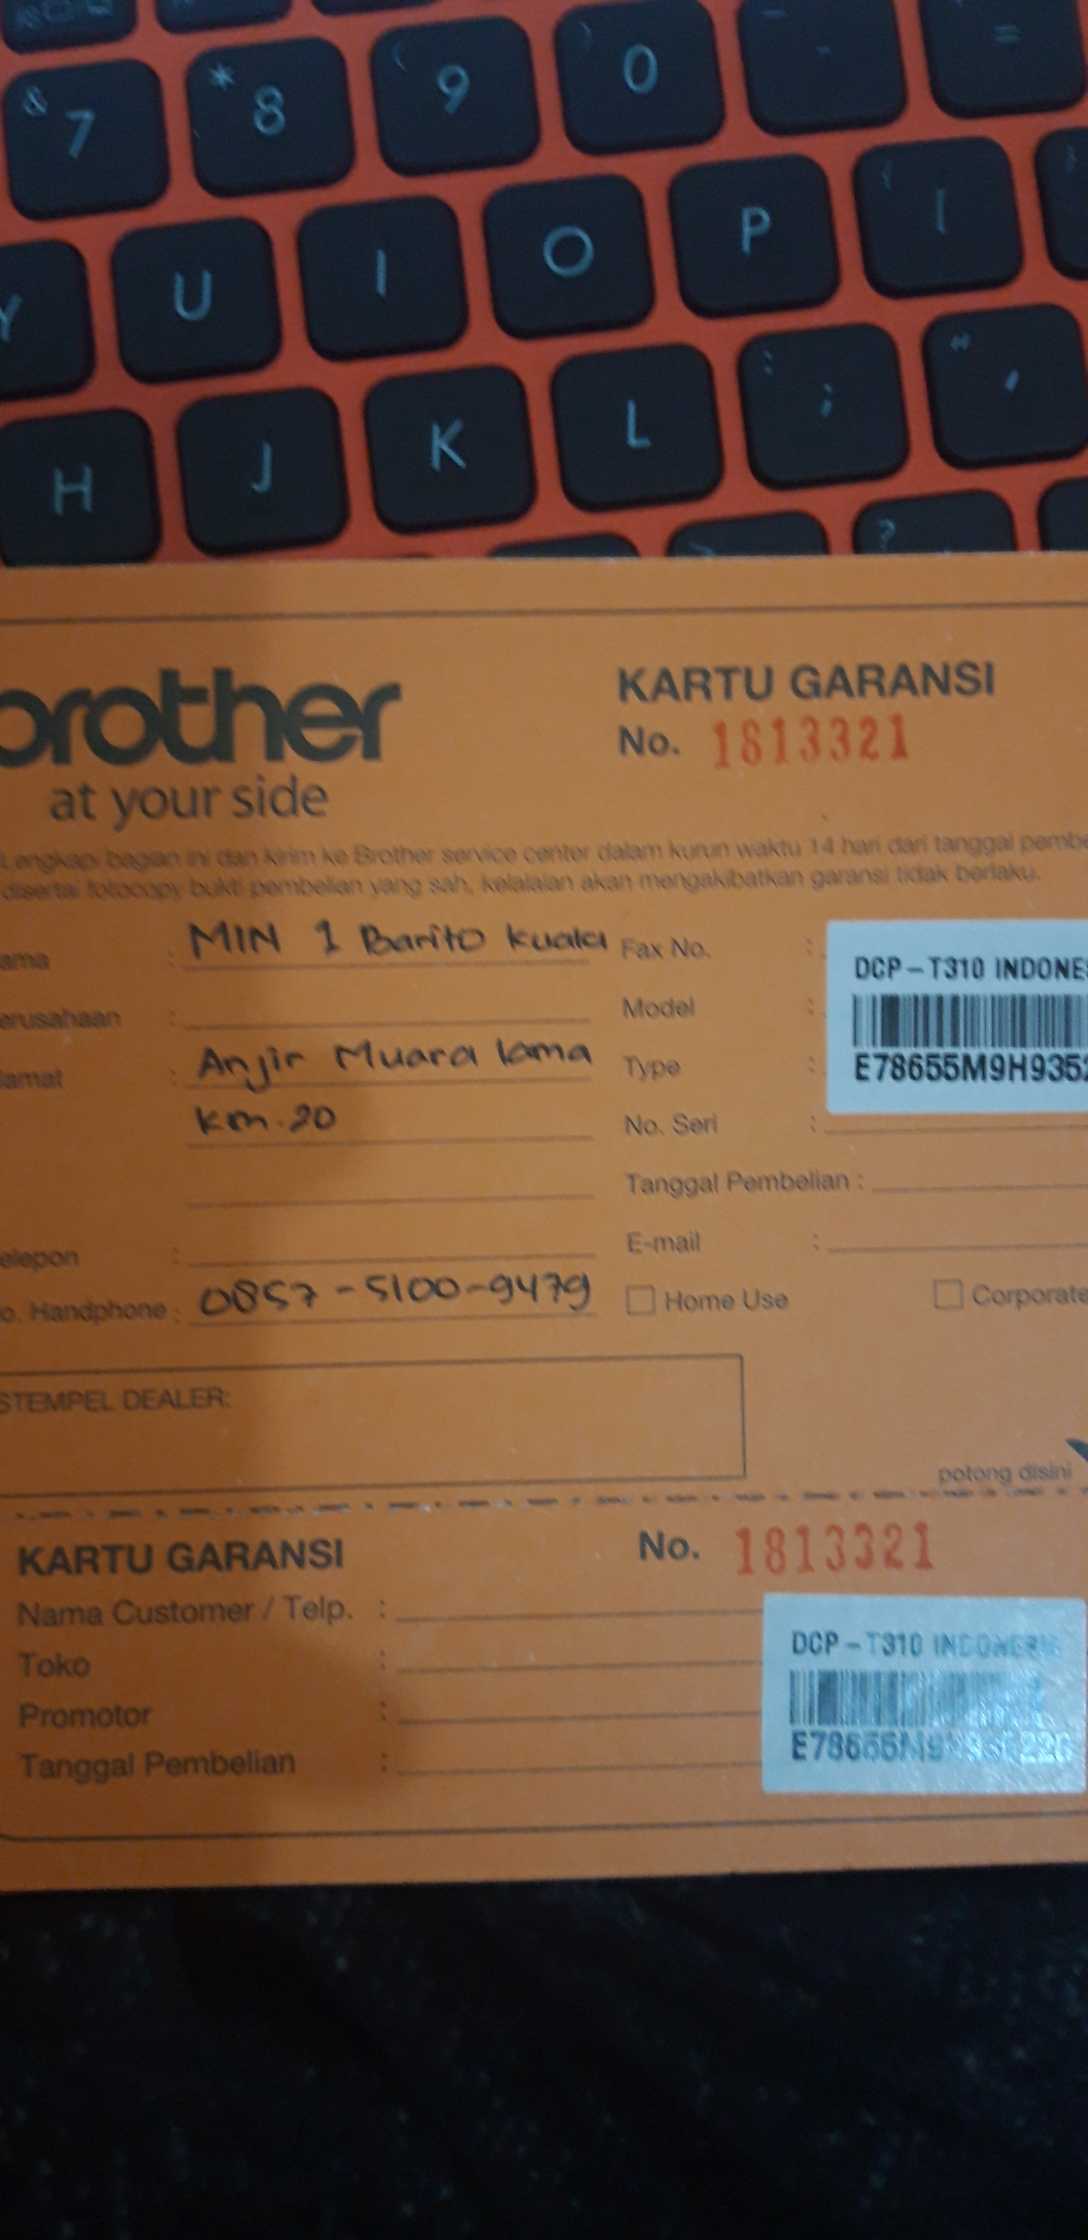 & 7 * 8 ( 9 ) 0 _ - + =
Y U I O P { [ }
H J K L : ; " '
> ?
brother
at your side
KARTU GARANSI
No. 1813321
Lengkapi bagian ini dan kirim ke Brother service center dalam kurun waktu 14 hari dari tanggal pembe
disertai fotocopy bukti pembelian yang sah, kelalaian akan mengakibatkan garansi tidak berlaku.
ama : MIN 1 Barito Kuala
erusahaan :
lamat : Anjir Muara lama
km. 20
elepon :
o. Handphone : 0857-5100-9479
Fax No. :
Model :
Type :
No. Seri :
DCP-T310 INDONE
E78655M9H935
Tanggal Pembelian :
E-mail :
Home Use
Corporate
STEMPEL DEALER:
potong disini
KARTU GARANSI
No. 1813321
Nama Customer / Telp. :
Toko :
Promotor :
Tanggal Pembelian :
DCP-T310 INDONESIA